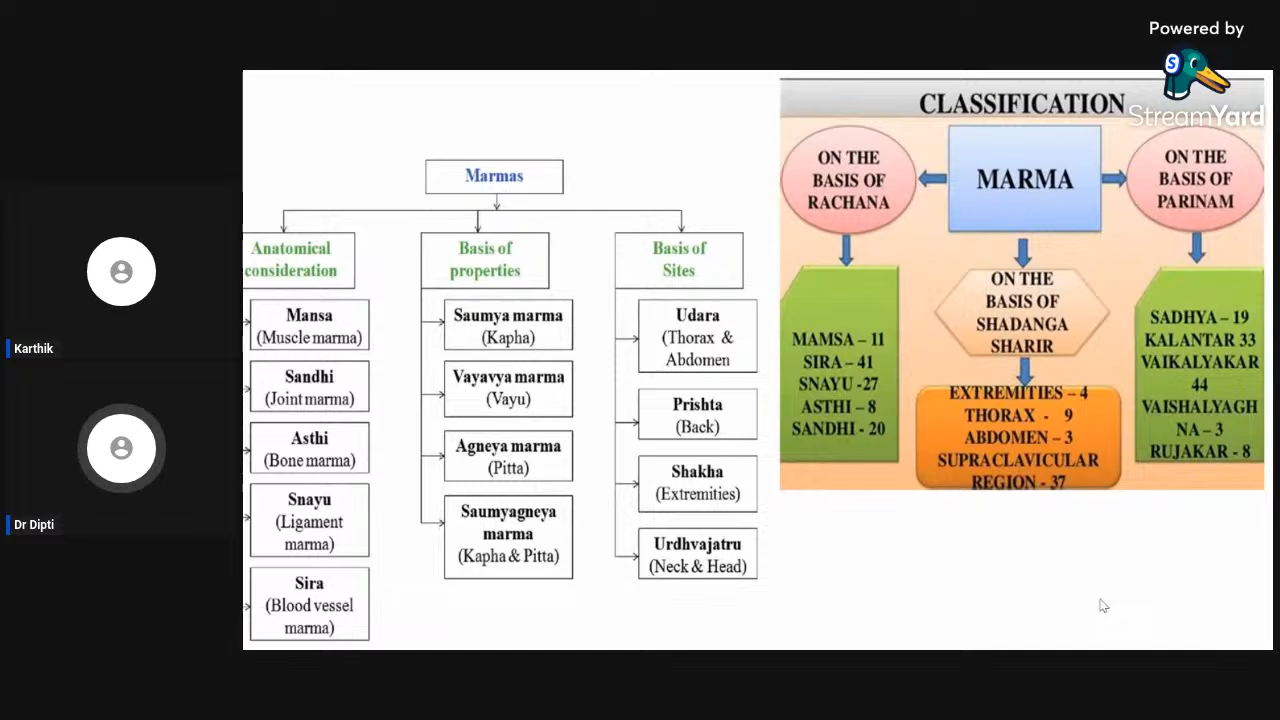 Powered by
S
StreamYard
Karthik
Dr Dipti
Marmas
Anatomical
consideration
Mansa
(Muscle marma)
Sandhi
(Joint marma)
Asthi
(Bone marma)
Snayu
(Ligament
marma)
Sira
(Blood vessel
marma)
Basis of
properties
Saumya marma
(Kapha)
Vayavya marma
(Vayu)
Agneya marma
(Pitta)
Saumyagneya
marma
(Kapha & Pitta)
Basis of
Sites
Udara
(Thorax &
Abdomen
Prishta
(Back)
Shakha
(Extremities)
Urdhvajatru
(Neck & Head)
CLASSIFICATION
ON THE
BASIS OF
RACHANA
MARMA
ON THE
BASIS OF
PARINAM
MAMSA – 11
SIRA – 41
SNAYU -27
ASTHI – 8
SANDHI - 20
ON THE
BASIS OF
SHADANGA
SHARIR
EXTREMITIES – 4
THORAX - 9
ABDOMEN – 3
SUPRACLAVICULAR
REGION - 37
SADHYA – 19
KALANTAR 33
VAIKALYAKAR
44
VAISHALYAGH
NA – 3
RUJAKAR - 8